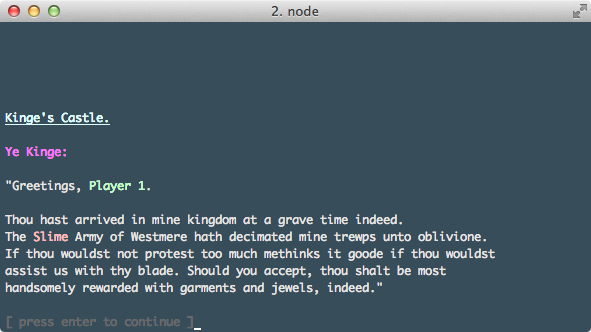 2. node
Kinge's Castle.
Ye Kinge:
"Greetings, Player 1.
Thou hast arrived in mine kingdom at a grave time indeed.
The Slime Army of Westmere hath decimated mine trewps unto oblivione.
If thou wouldst not protest too much methinks it goode if thou wouldst
assist us with thy blade. Should you accept, thou shalt be most
handsomely rewarded with garments and jewels, indeed."
[ press enter to continue ]